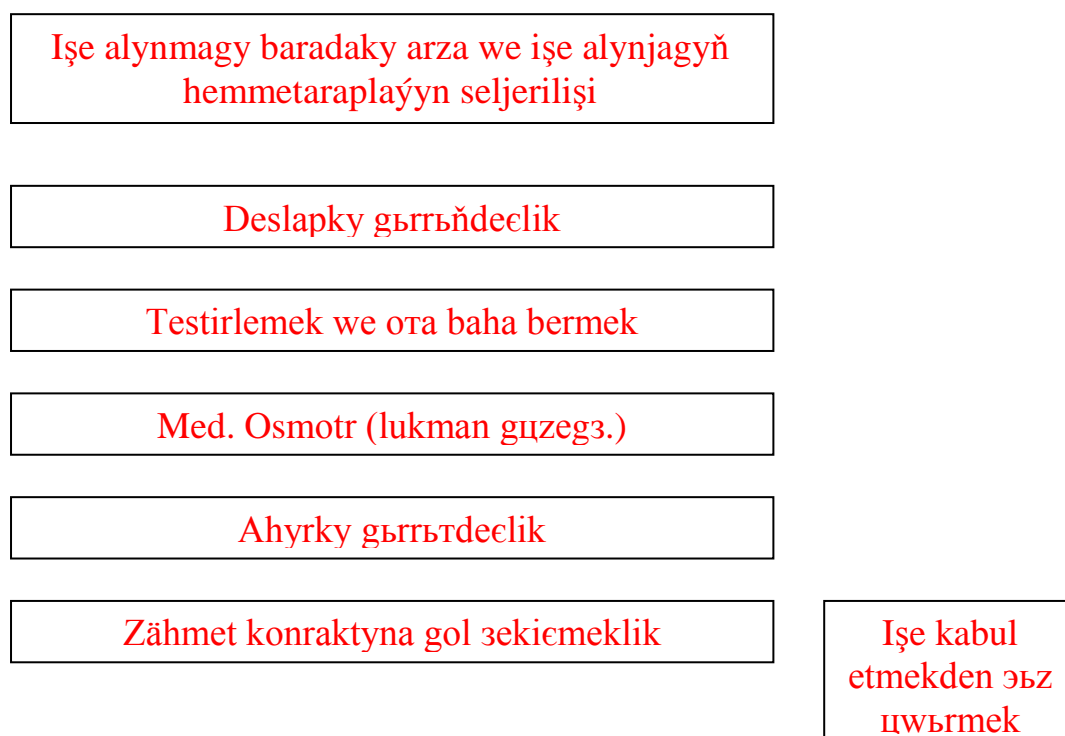 Işe alynmagy baradaky arza we işe alynjagyň
hemmetaraplaýyn seljerilişi
Deslapky gьrrьňdeєlik
Testirlemek we oтa baha bermek
Med. Osmotr (lukman gцzegз.)
Ahyrky gьrrьтdeєlik
Zähmet konraktyna gol зekiєmeklik
Işe kabul
etmekden эьz
цwьrmek